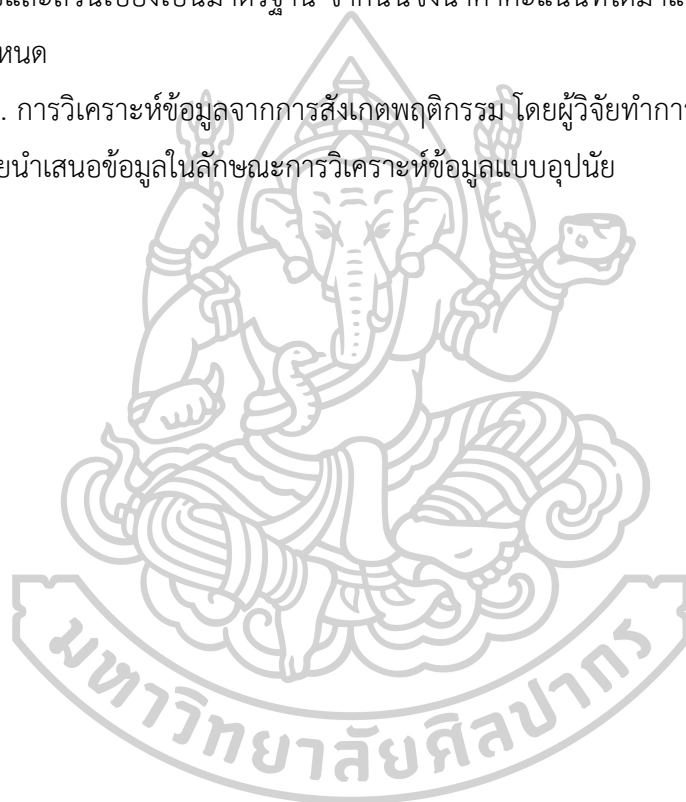 และส่วนเบี่ยงเบนมาตรฐาน จากนั้นจึงนำค่าคะแนนที่ได้มาแ
หนด
. การวิเคราะห์ข้อมูลจากการสังเกตพฤติกรรม โดยผู้วิจัยทำการ
ยนำเสนอข้อมูลในลักษณะการวิเคราะห์ข้อมูลแบบอุปนัย
มหาวิทยาลัยศิลปากร